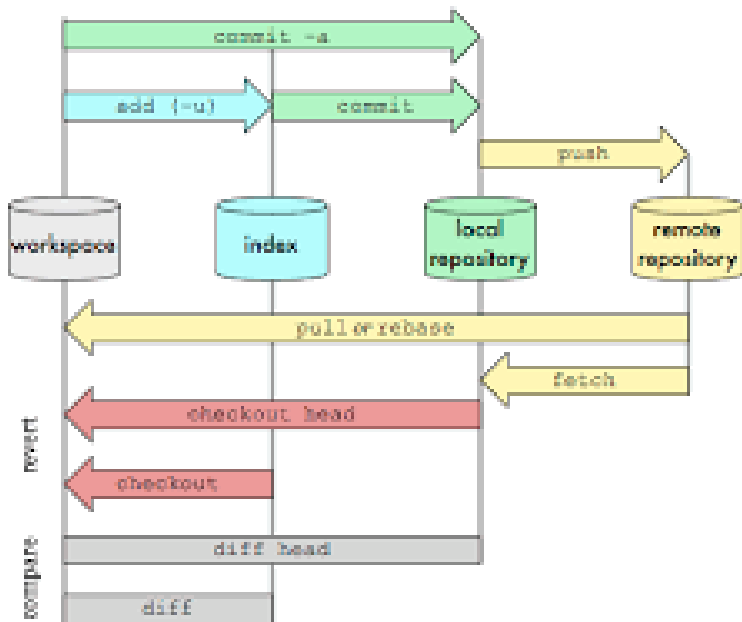 commit -a
add (-u)
commit
push
workspace
index
local
repository
remote
repository
pull or rebase
fetch
checkout head
revert
checkout
diff head
compare
diff